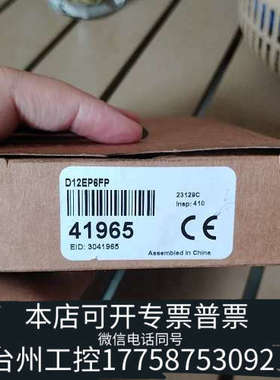 D12EP6FP
23129C
Insp: 410
41965
EID: 3041965
CE
Assembled in China
本店可开专票普票
微信电话同号
台州工控17758753092